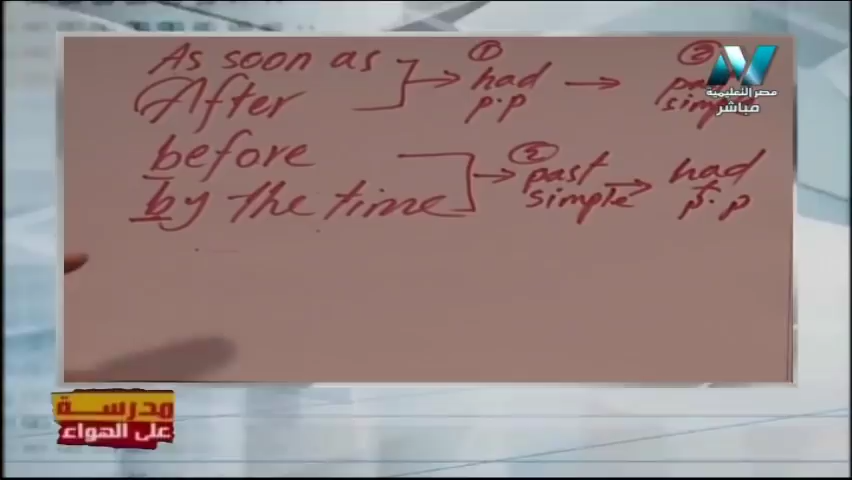 As soon as ① ②
After had → past
p.p simple
before ② past → had
by the time simple + p.p
مصر التعليمية
مباشر
مدرسة
على الهواء